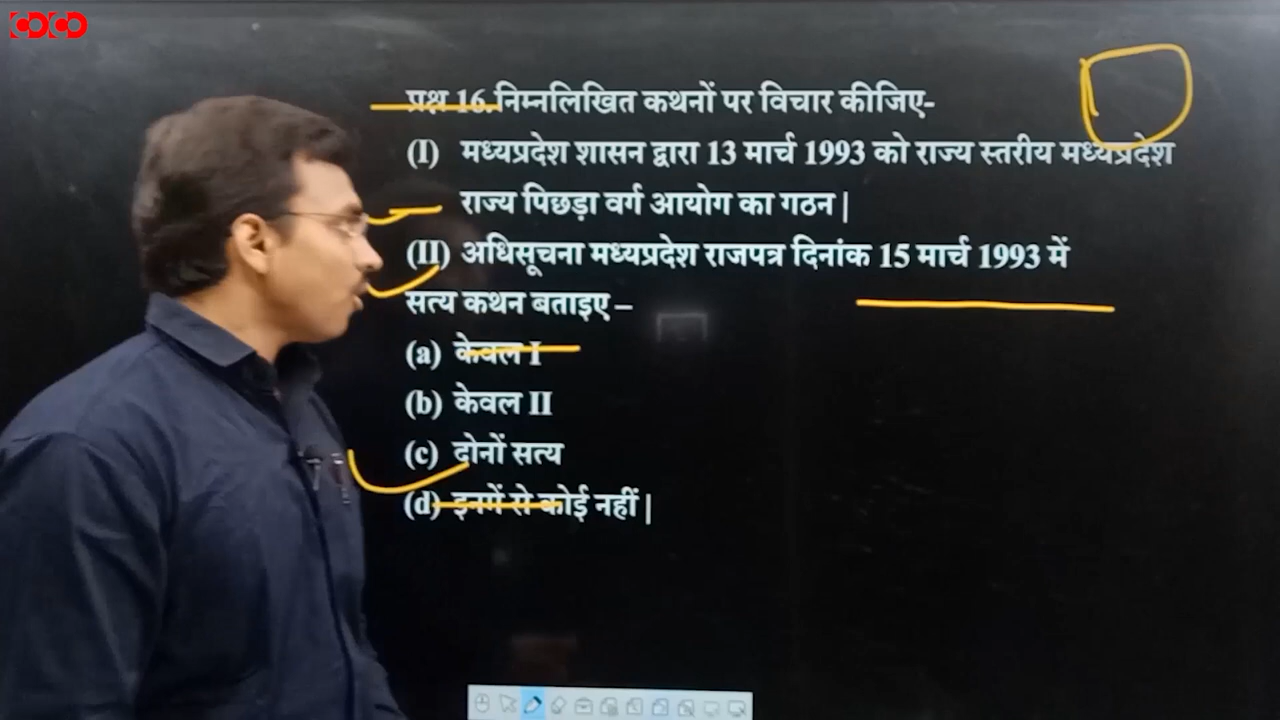 प्रश्न 16.निम्नलिखित कथनों पर विचार कीजिए-
(I) मध्यप्रदेश शासन द्वारा 13 मार्च 1993 को राज्य स्तरीय मध्यप्रदेश
राज्य पिछड़ा वर्ग आयोग का गठन |
(II) अधिसूचना मध्यप्रदेश राजपत्र दिनांक 15 मार्च 1993 में
सत्य कथन बताइए –
(a) केवल I
(b) केवल II
(c) दोनों सत्य
(d) इनमें से कोई नहीं |